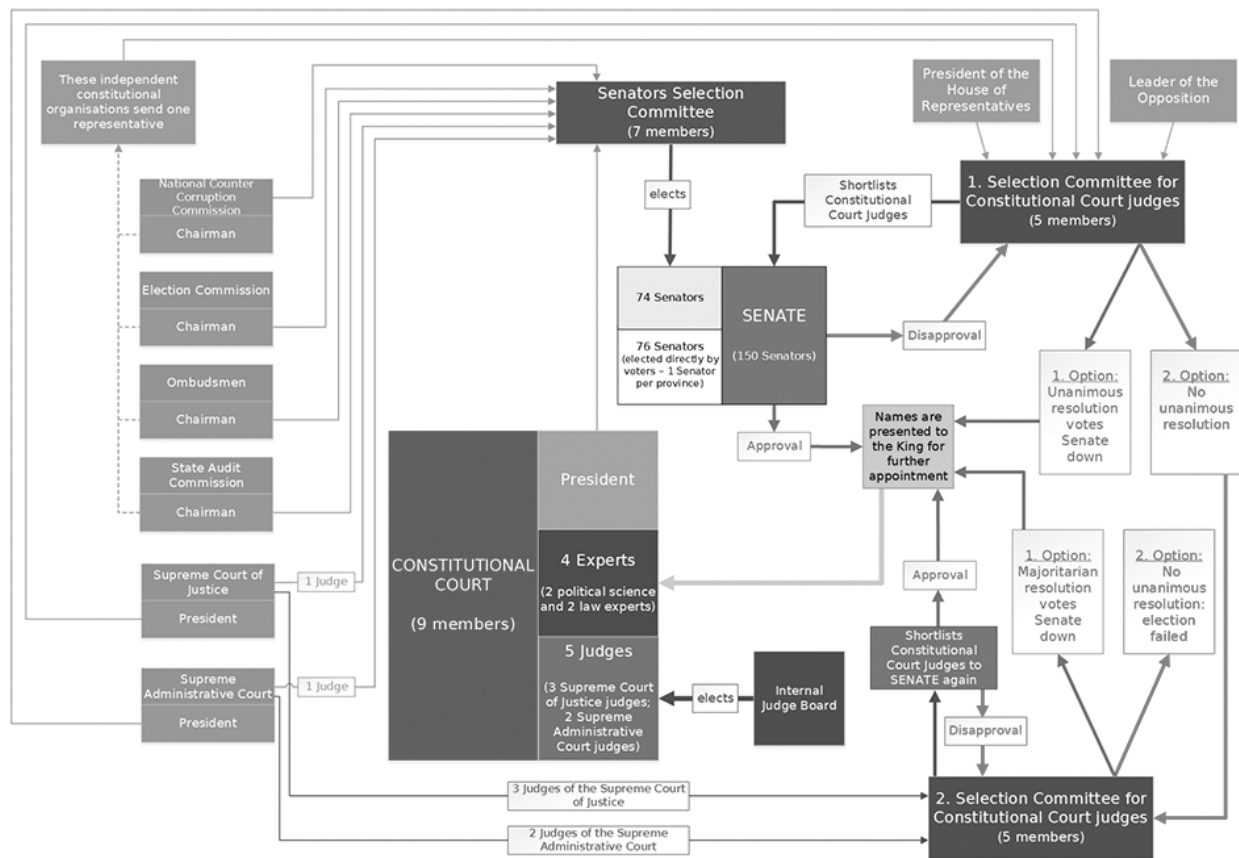 These independent
constitutional
organisations send one
representative
Senators Selection
Committee
(7 members)
President of the
House of
Representatives
Leader of the
Opposition
National Counter
Corruption
Commission
Chairman
elects
Shortlists
Constitutional
Court Judges
1. Selection Committee for
Constitutional Court judges
(5 members)
Election Commission
Chairman
74 Senators
76 Senators
(elected directly by
voters – 1 Senator
per province)
SENATE
(150 Senators)
Disapproval
1. Option:
Unanimous
resolution
votes
Senate
down
2. Option:
No
unanimous
resolution
Ombudsmen
Chairman
Approval
Names are
presented to
the King for
further
appointment
State Audit
Commission
Chairman
CONSTITUTIONAL
COURT
(9 members)
President
4 Experts
(2 political science
and 2 law experts)
5 Judges
(3 Supreme Court
of Justice judges;
2 Supreme
Administrative
Court judges)
elects
Internal
Judge Board
Supreme Court of
Justice
President
1 Judge
Supreme
Administrative Court
President
1 Judge
Approval
Shortlists
Constitutional
Court Judges to
SENATE again
Disapproval
1. Option:
Majoritarian
resolution
votes
Senate
down
2. Option:
No
unanimous
resolution:
election
failed
3 Judges of the Supreme Court
of Justice
2 Judges of the Supreme
Administrative Court
2. Selection Committee for
Constitutional Court judges
(5 members)